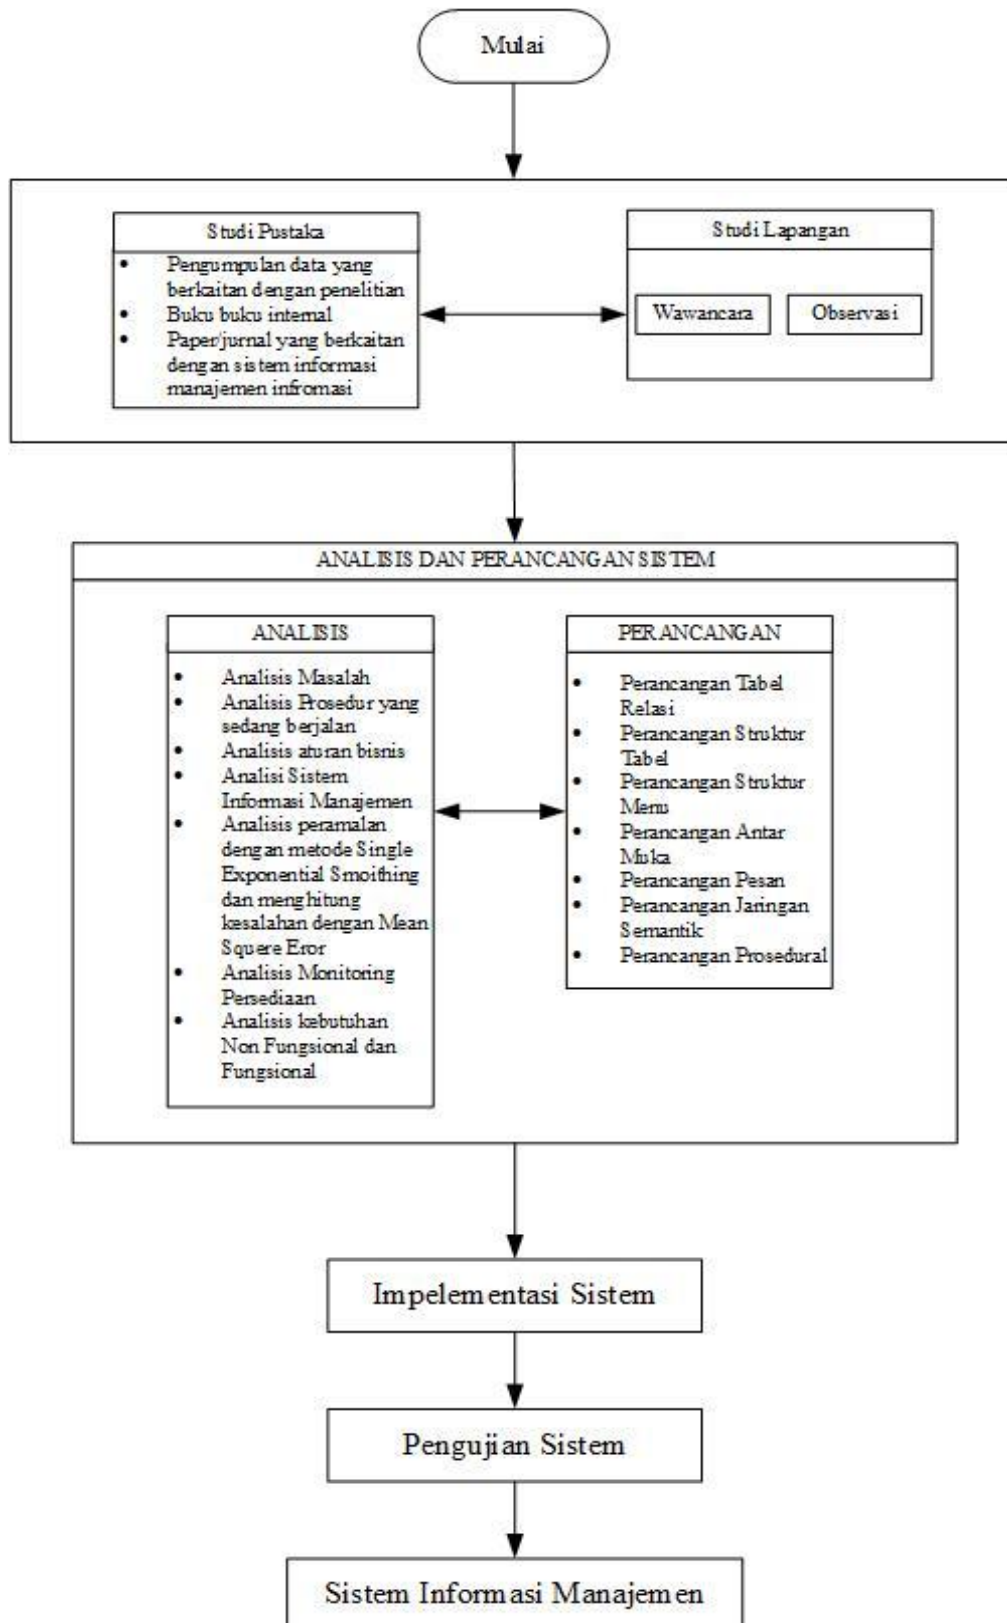 Mulai
Studi Pustaka
• Pengumpulan data yang
berkaitan dengan penelitian
• Buku buku internal
• Paper/jurnal yang berkaitan
dengan sistem informasi
manajemen infromasi
Studi Lapangan
Wawancara
Observasi
ANALISIS DAN PERANCANGAN SISTEM
ANALISIS
• Analisis Masalah
• Analisis Prosedur yang
sedang berjalan
• Analisis aturan bisnis
• Analisi Sistem
Informasi Manajemen
• Analisis peramalan
dengan metode Single
Exponential Smoithing
dan menghitung
kesalahan dengan Mean
Squere Eror
• Analisis Monitoring
Persediaan
• Analisis kebutuhan
Non Fungsional dan
Fungsional
PERANCANGAN
• Perancangan Tabel
Relasi
• Perancangan Struktur
Tabel
• Perancangan Struktur
Menu
• Perancangan Antar
Muka
• Perancangan Pesan
• Perancangan Jaringan
Semantik
• Perancangan Prosedural
Impelementasi Sistem
Pengujian Sistem
Sistem Informasi Manajemen